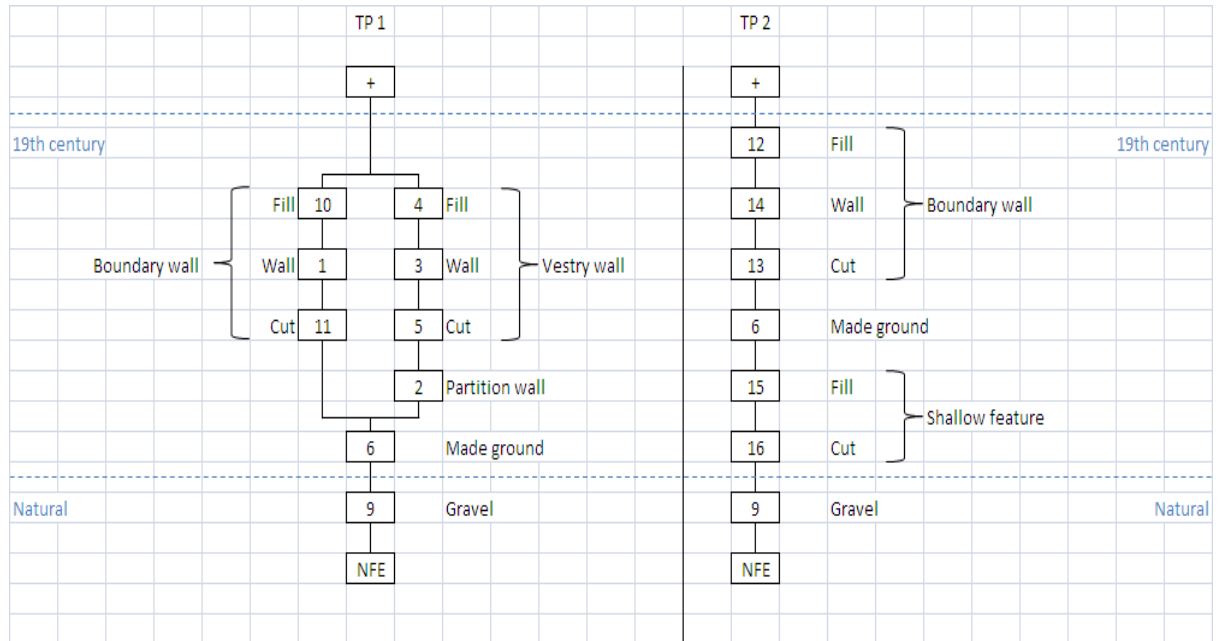 TP 1 TP 2
+ +
19th century 12 Fill 19th century
Fill 10 4 Fill 14 Wall Boundary wall
Boundary wall Wall 1 3 Wall Vestry wall 13 Cut
Cut 11 5 Cut 6 Made ground
2 Partition wall 15 Fill
Shallow feature
6 Made ground 16 Cut
Natural 9 Gravel 9 Gravel Natural
NFE NFE